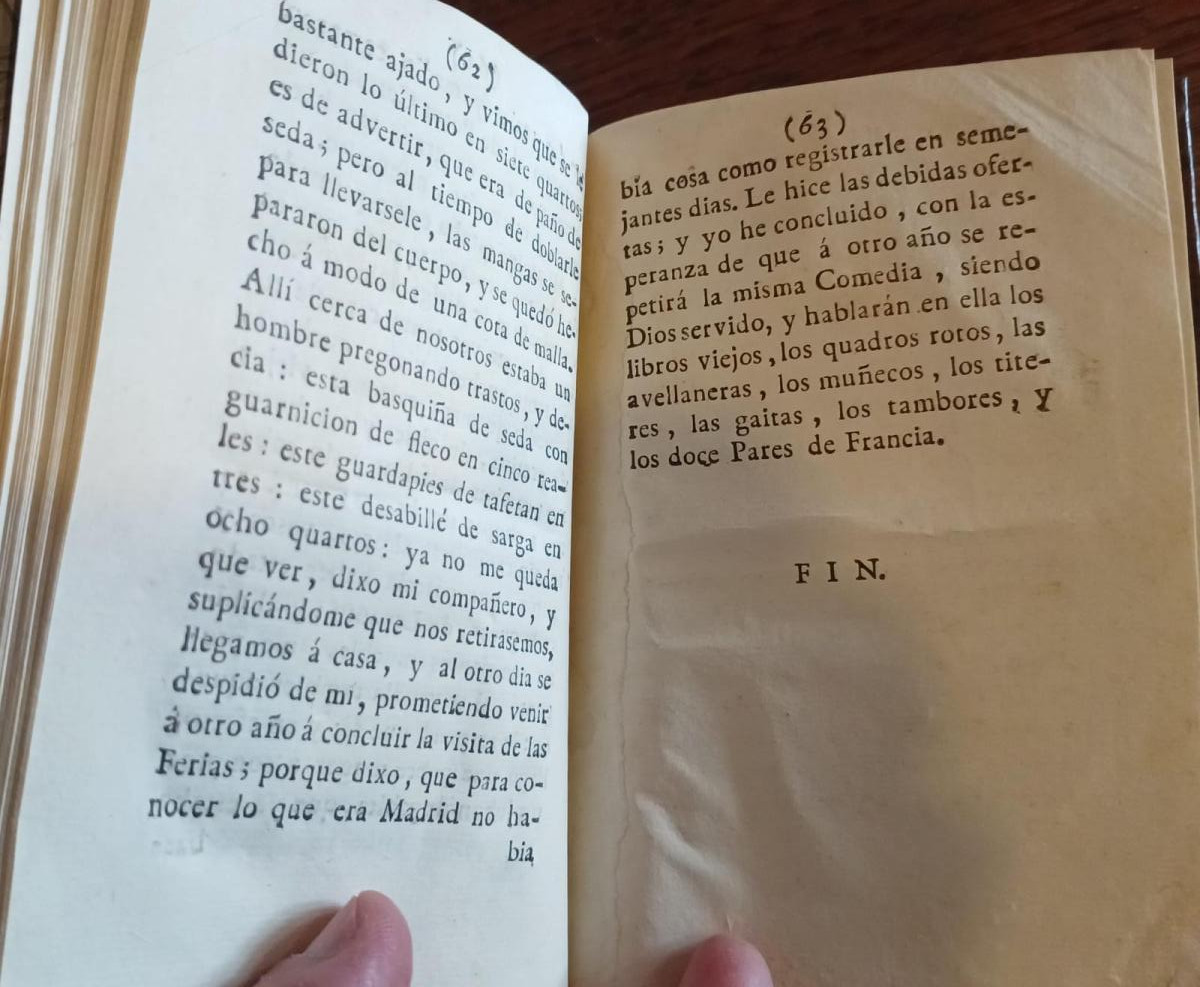 (62)
bastante ajado, y vimos que se le
dieron lo último en siete quartos;
es de advertir, que era de paño de
seda; pero al tiempo de doblarle
para llevarsele, las mangas se se-
pararon del cuerpo, y se quedó he-
cho á modo de una cota de malla.
Allí cerca de nosotros estaba un
hombre pregonando trastos, y de-
cia: esta basquiña de seda con
guarnicion de fleco en cinco rea-
les: este guardapies de tafetan en
tres: este desabillé de sarga en
ocho quartos: ya no me queda
que ver, dixo mi compañero, y
suplicándome que nos retirasemos,
llegamos á casa, y al otro dia se
despidió de mí, prometiendo venir
á otro año á concluir la visita de las
Ferias; porque dixo, que para co-
nocer lo que era Madrid no ha-
bia
(63)
bia cosa como registrarle en seme-
jantes dias. Le hice las debidas ofer-
tas; y yo he concluido, con la es-
peranza de que á otro año se re-
petirá la misma Comedia, siendo
Dios servido, y hablarán en ella los
libros viejos, los quadros rotos, las
avellaneras, los muñecos, los tite-
res, las gaitas, los tambores, y
los doce Pares de Francia.
FIN.